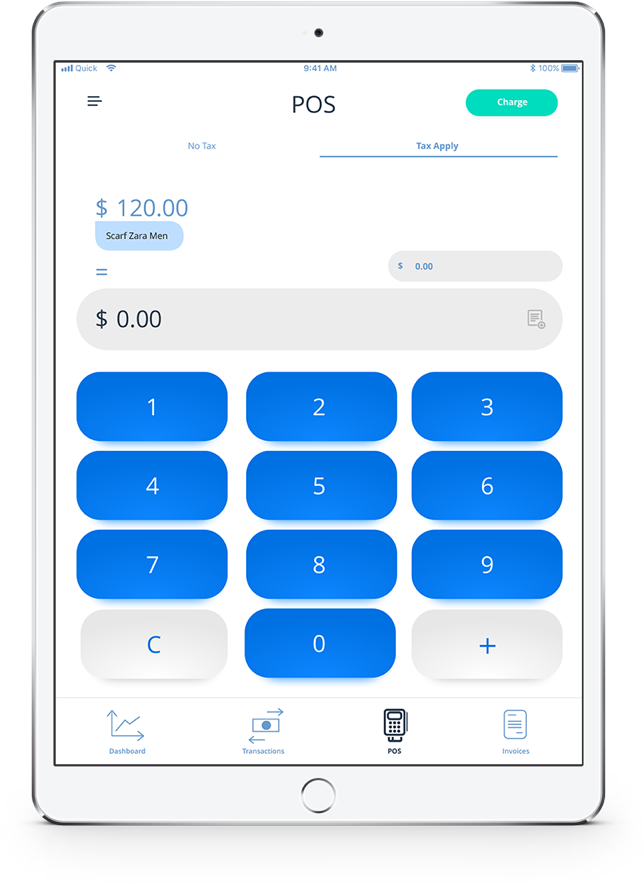 Quick 9:41 AM 100%
POS Charge
No Tax Tax Apply
$ 120.00
Scarf Zara Men
=
$ 0.00
$ 0.00
1 2 3
4 5 6
7 8 9
C 0 +
Dashboard Transactions POS Invoices